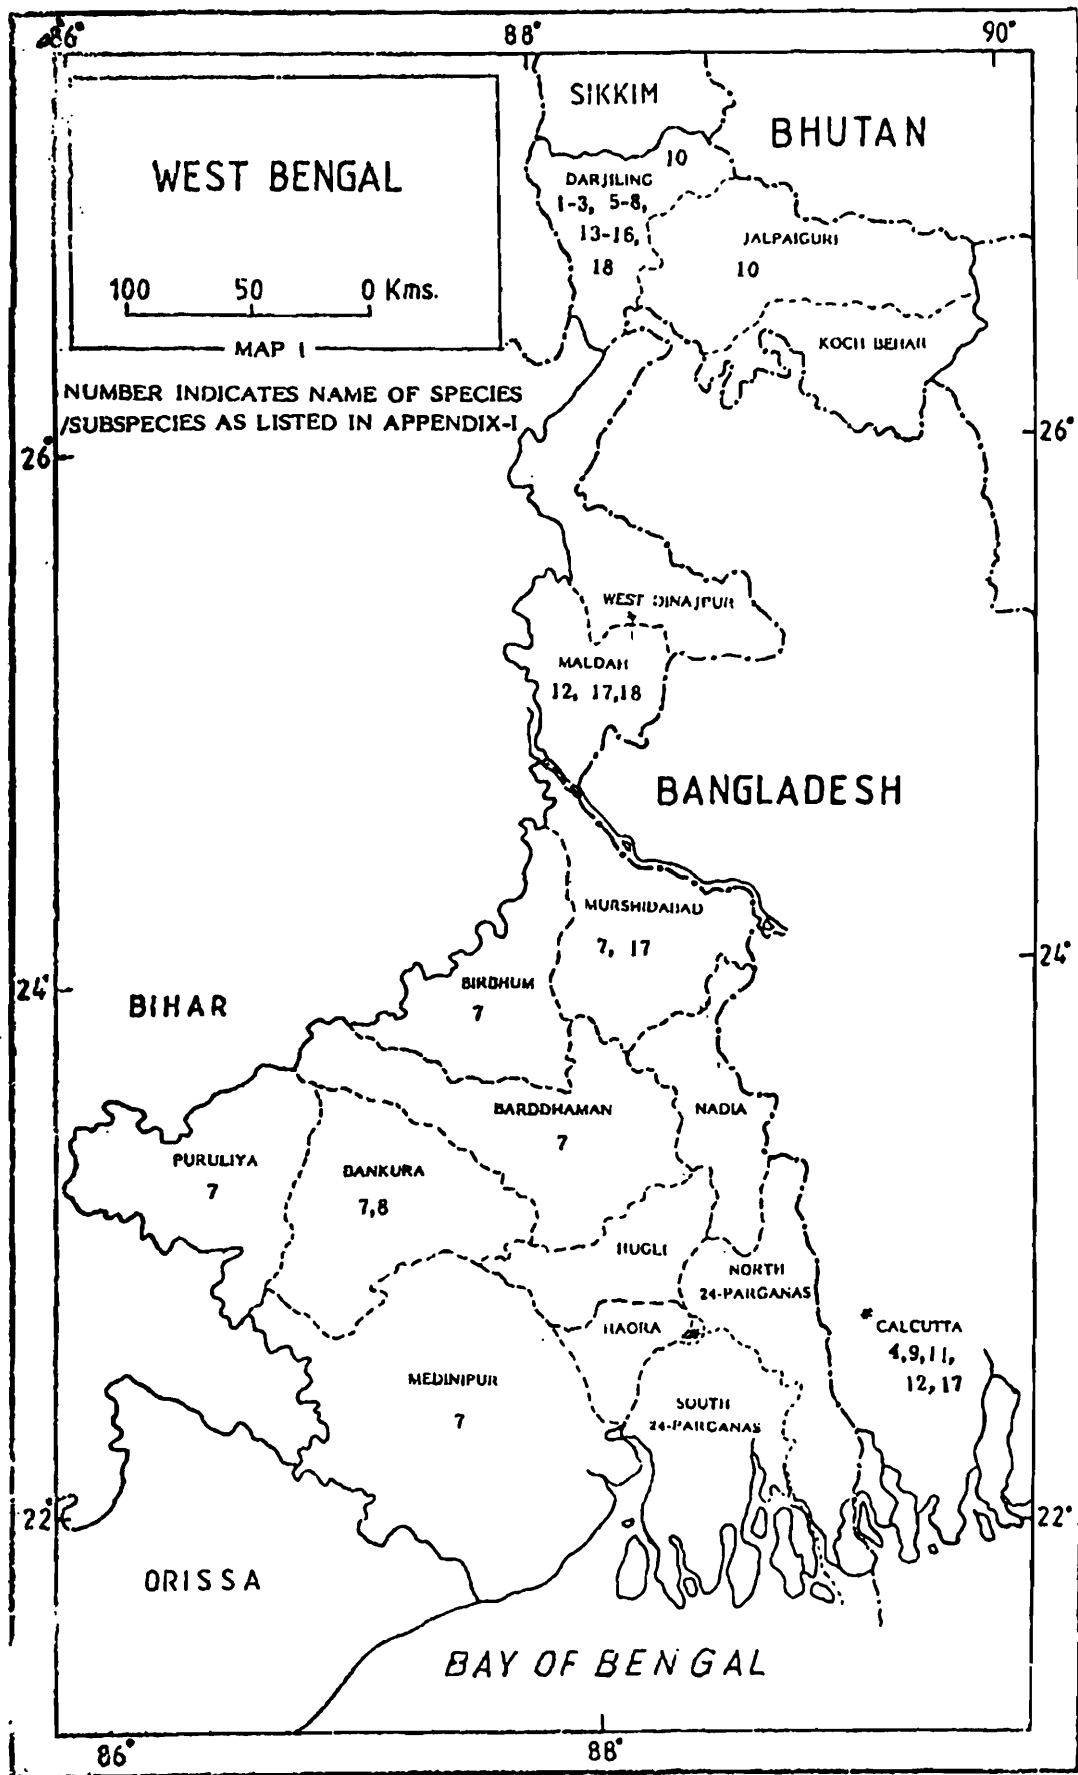 86° 88° 90°
SIKKIM
BHUTAN
WEST BENGAL
100 50 0 Kms.
MAP 1
NUMBER INDICATES NAME OF SPECIES
/SUBSPECIES AS LISTED IN APPENDIX-I
10
DARJILING
1-3, 5-8,
13-16,
18
JALPAIGURI
10
KOCH BEHAR
26° 26°
WEST DINAJPUR
MALDAH
12, 17,18
BANGLADESH
MURSHIDABAD
7, 17
24° 24°
BIRBHUM
7
BIHAR
BARDDHAMAN
7
NADIA
PURULIYA
7
BANKURA
7,8
HUGLI
NORTH
24-PARGANAS
HAORA
*CALCUTTA
4,9,11,
12,17
MEDINIPUR
7
SOUTH
24-PARGANAS
22° 22°
ORISSA
BAY OF BENGAL
86° 88°